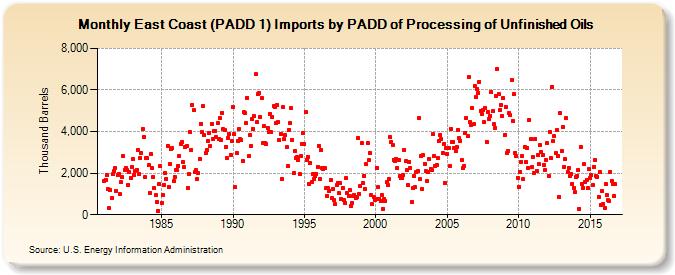 Monthly East Coast (PADD 1) Imports by PADD of Processing of Unfinished Oils
Thousand Barrels
8,000
6,000
4,000
2,000
0
1985 1990 1995 2000 2005 2010 2015
Source: U.S. Energy Information Administration